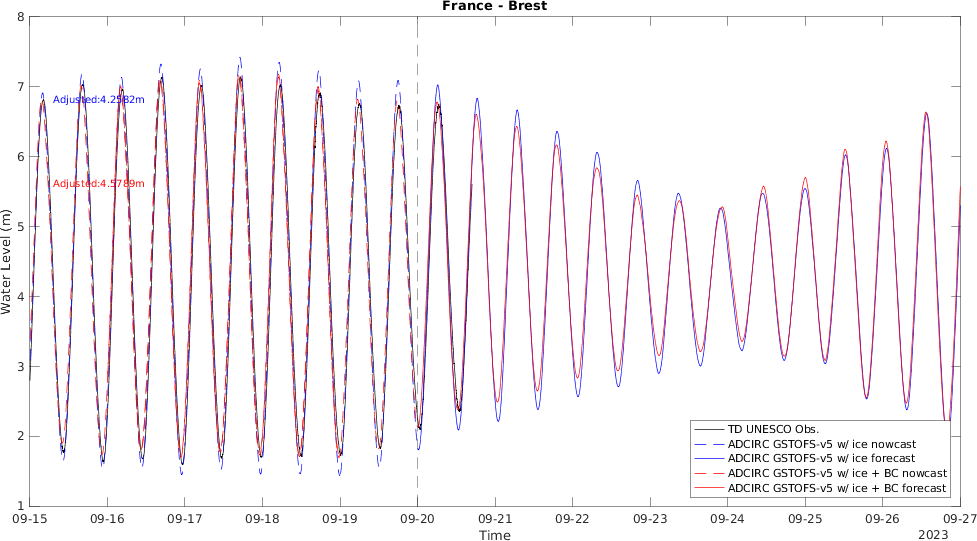 France - Brest
8
7
6
5
4
3
2
1
Water Level (m)
Adjusted:4.2582m
Adjusted:4.5789m
TD UNESCO Obs.
ADCIRC GSTOFS-v5 w/ ice nowcast
ADCIRC GSTOFS-v5 w/ ice forecast
ADCIRC GSTOFS-v5 w/ ice + BC nowcast
ADCIRC GSTOFS-v5 w/ ice + BC forecast
09-15 09-16 09-17 09-18 09-19 09-20 09-21 09-22 09-23 09-24 09-25 09-26 09-27
Time
2023